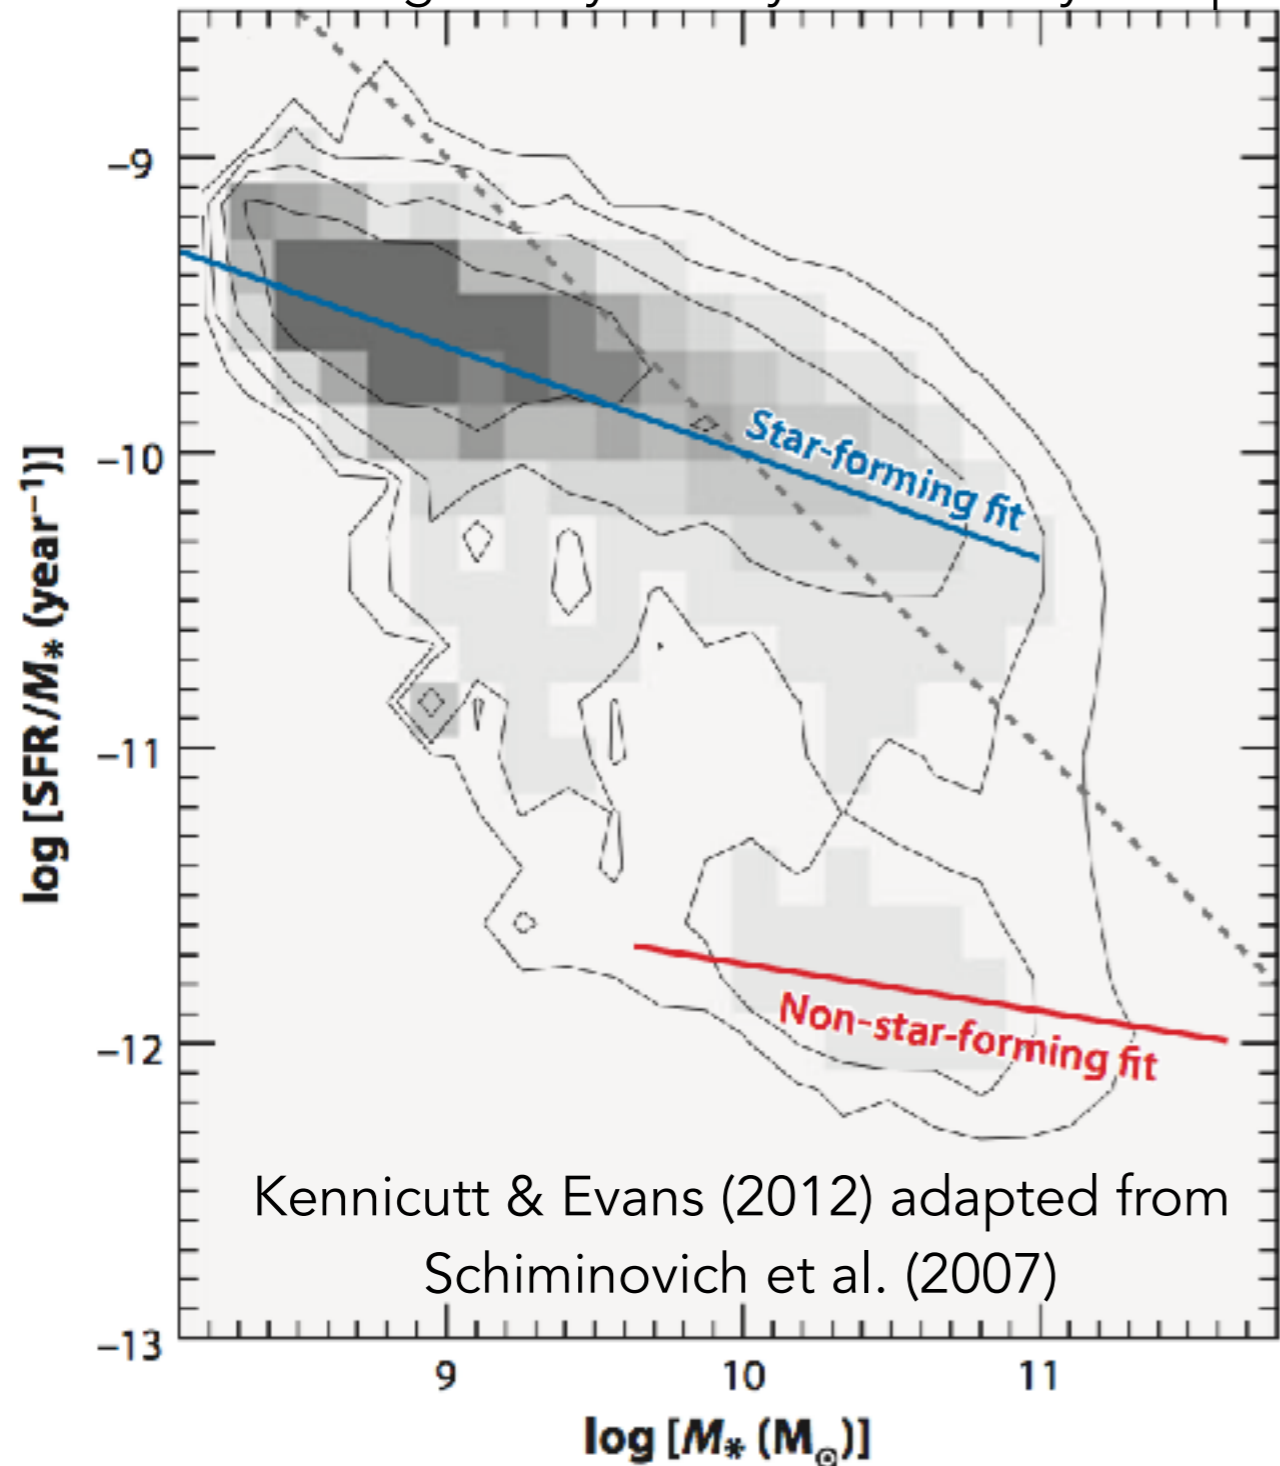 −9
−10
−11
−12
−13
log [SFR/M* (year⁻¹)]
Star-forming fit
Non-star-forming fit
Kennicutt & Evans (2012) adapted from
Schiminovich et al. (2007)
9 10 11
log [M* (M⊙)]